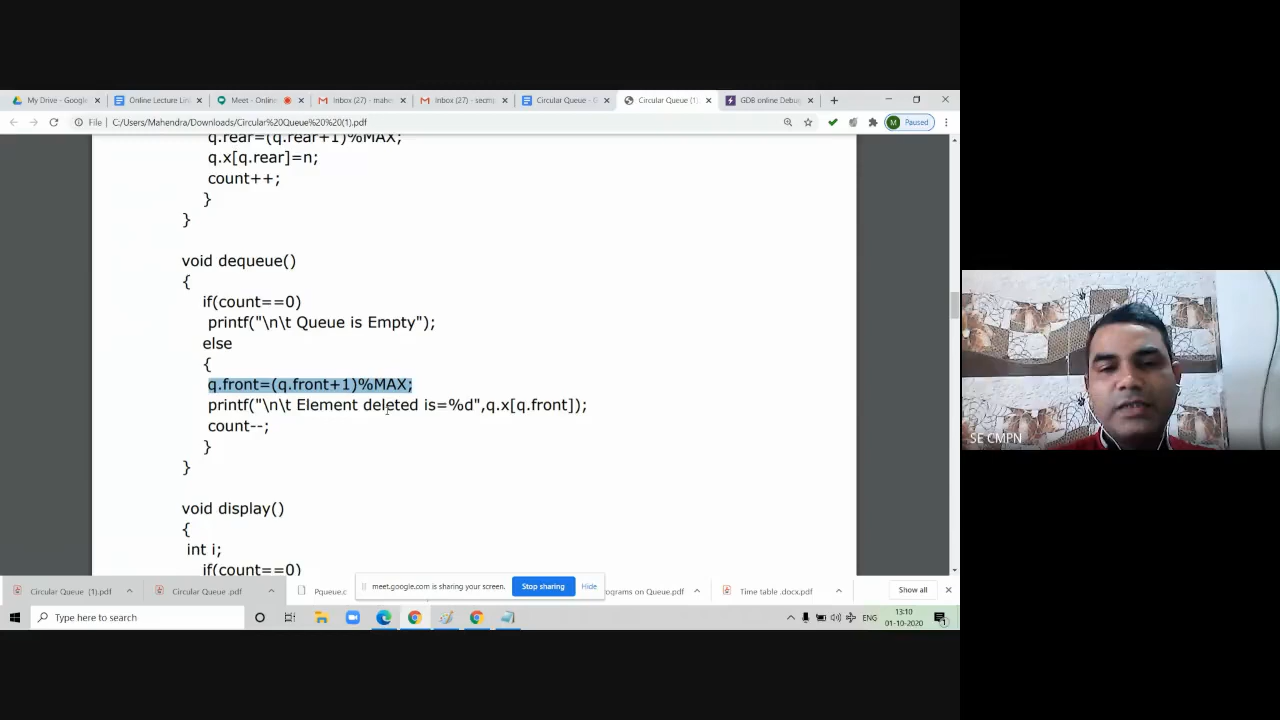 My Drive - Google
Online Lecture Lin
Meet - Online
Inbox (27) - mahe
Inbox (27) - secmp
Circular Queue - G
Circular Queue (1)
GDB online Debug
File
C:/Users/Mahendra/Downloads/Circular%20Queue%20%20(1).pdf
M
Paused
q.rear=(q.rear+1)%MAX;
q.x[q.rear]=n;
count++;
}
}
void dequeue()
{
if(count==0)
printf("\n\t Queue is Empty");
else
{
q.front=(q.front+1)%MAX;
printf("\n\t Element deleted is=%d",q.x[q.front]);
count--;
}
}
void display()
{
int i;
if(count==0)
SE CMPN
Circular Queue (1).pdf
Circular Queue .pdf
Pqueue.c
meet.google.com is sharing your screen.
Stop sharing
Hide
rograms on Queue.pdf
Time table .docx.pdf
Show all
Type here to search
ENG
13:10
01-10-2020